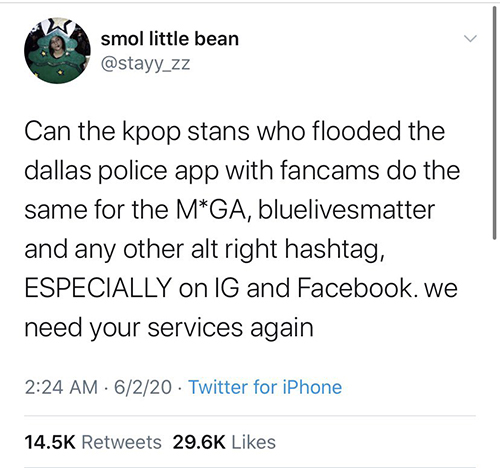 smol little bean
@stayy_zz
Can the kpop stans who flooded the
dallas police app with fancams do the
same for the M*GA, bluelivesmatter
and any other alt right hashtag,
ESPECIALLY on IG and Facebook. we
need your services again
2:24 AM · 6/2/20 · Twitter for iPhone
14.5K Retweets 29.6K Likes